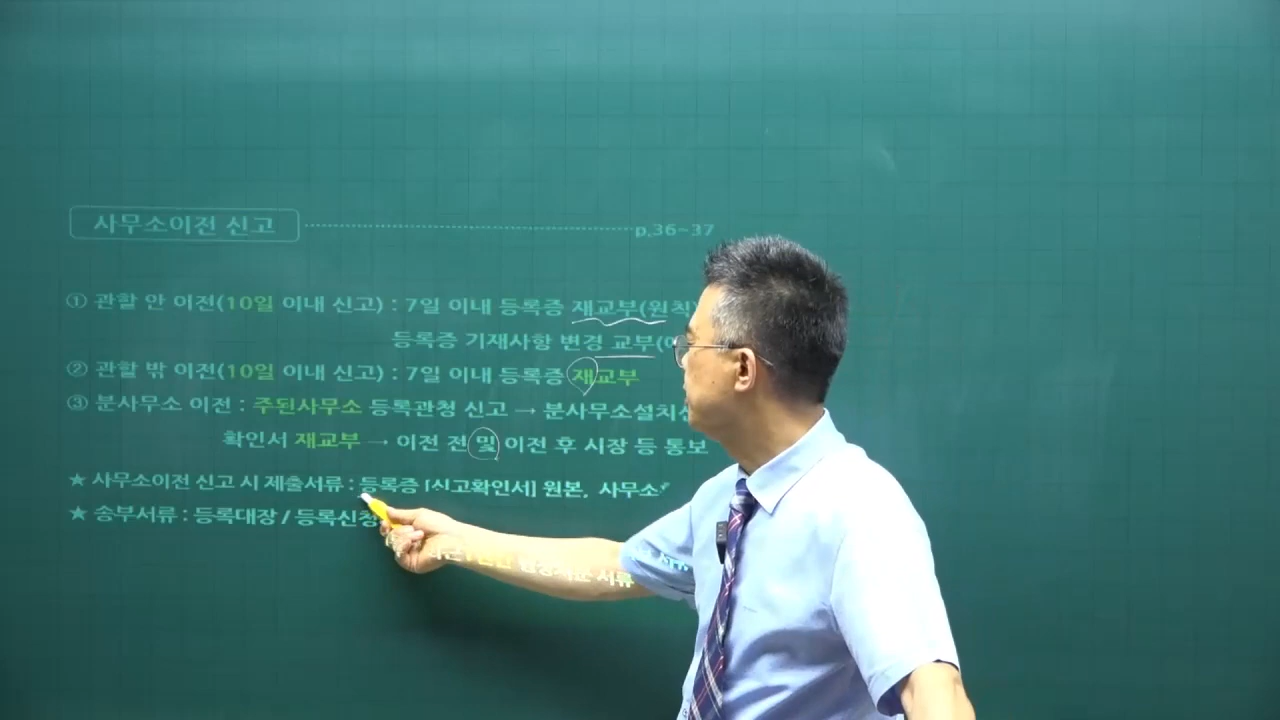 사무소이전 신고 p.36~37
① 관할 안 이전(10일 이내 신고) : 7일 이내 등록증 재교부(원칙)
등록증 기재사항 변경 교부(
② 관할 밖 이전(10일 이내 신고) : 7일 이내 등록증 재교부
③ 분사무소 이전 : 주된사무소 등록관청 신고 → 분사무소설치
확인서 재교부 → 이전 전 및 이전 후 시장 등 통보
★ 사무소이전 신고 시 제출서류 : 등록증 [신고확인서] 원본, 사무소
★ 송부서류 : 등록대장 / 등록신청
서류